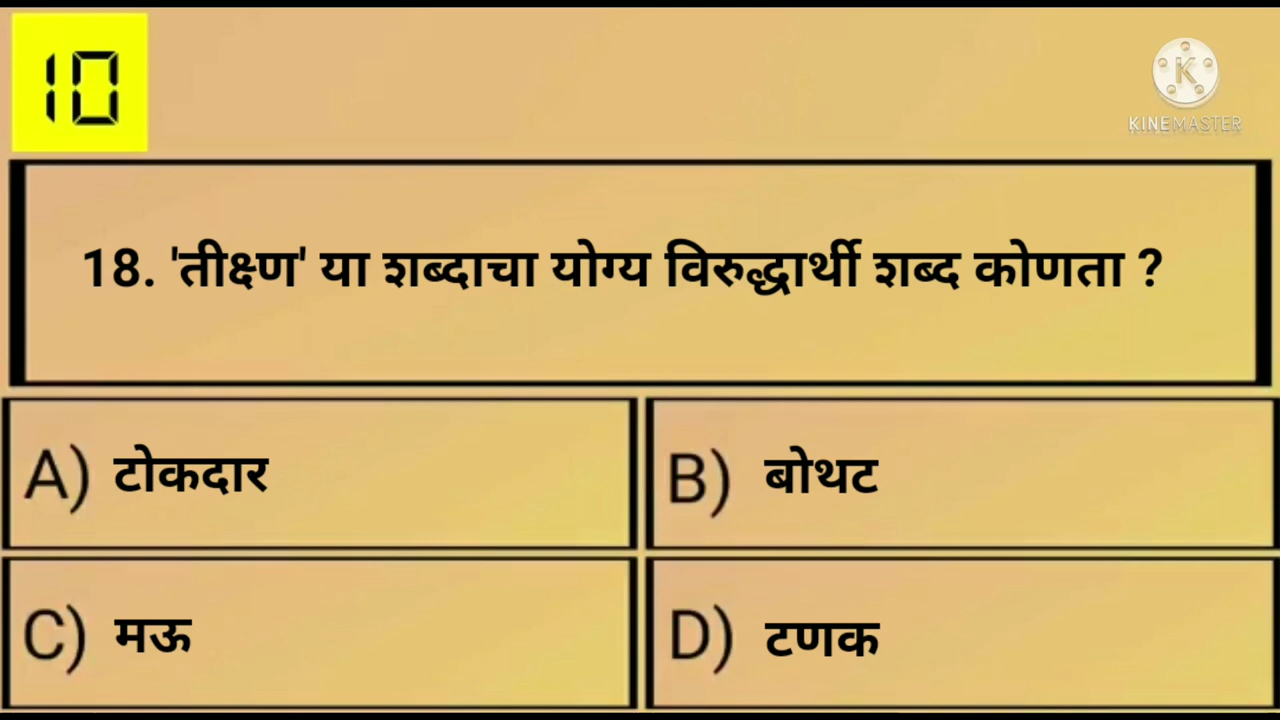 10
KINEMASTER
18. 'तीक्ष्ण' या शब्दाचा योग्य विरुद्धार्थी शब्द कोणता ?
A) टोकदार
B) बोथट
C) मऊ
D) टणक